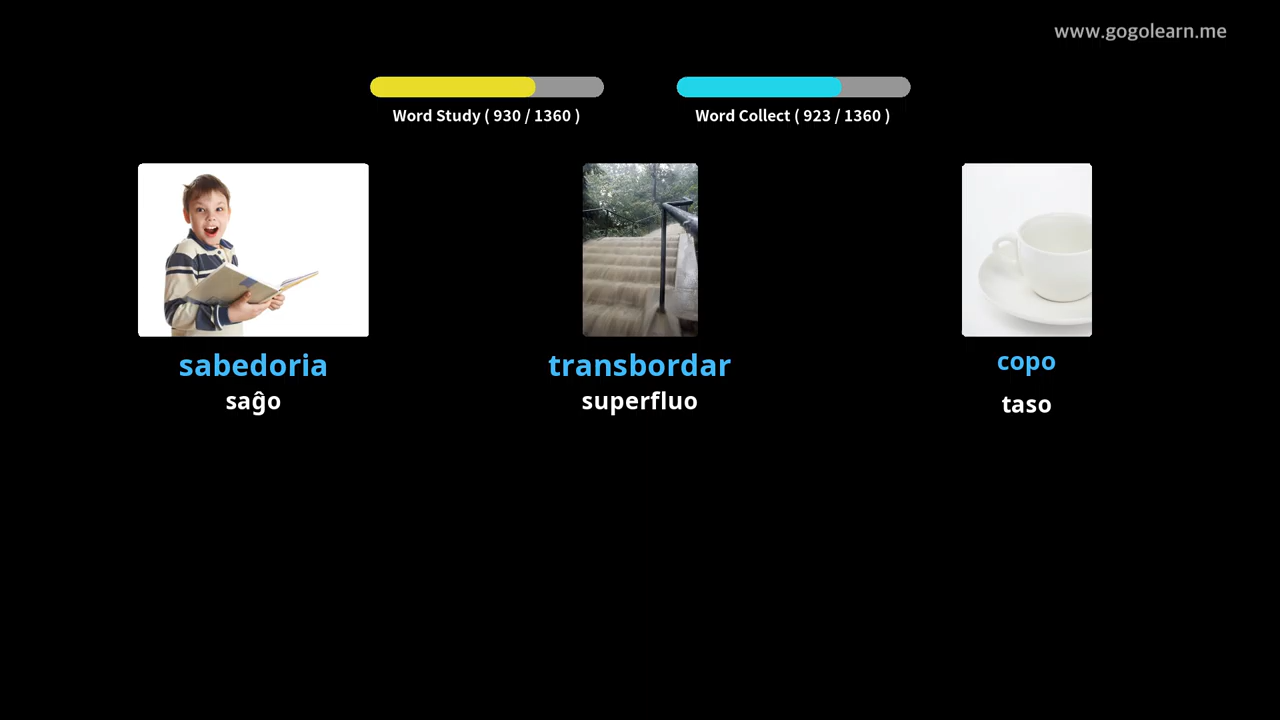 www.gogolearn.me
Word Study ( 930 / 1360 )
Word Collect ( 923 / 1360 )
sabedoria
saĝo
transbordar
superfluo
copo
taso